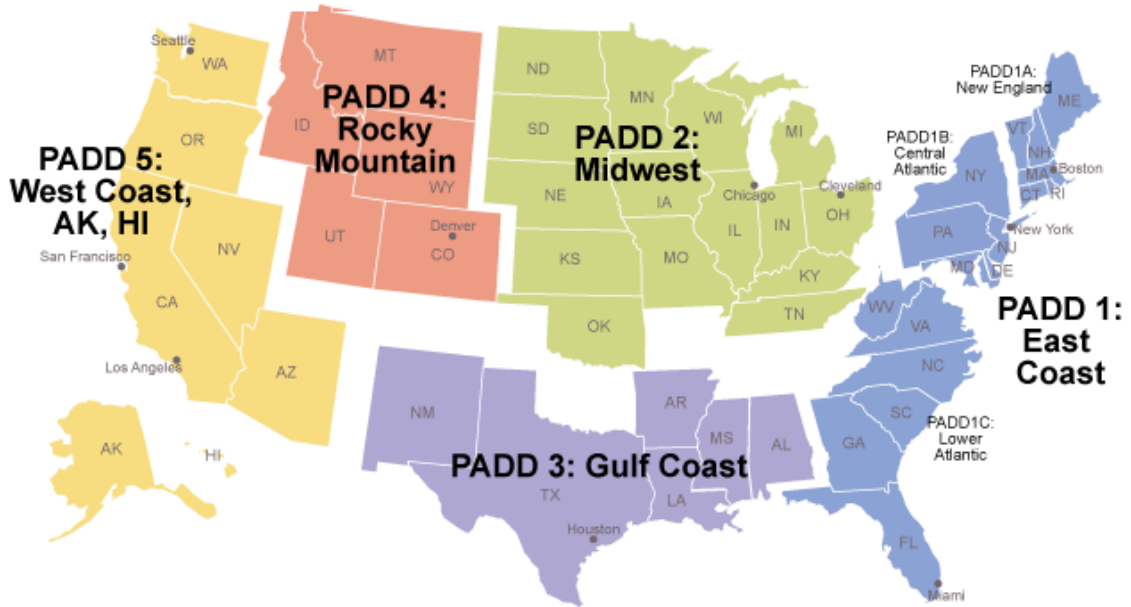 Seattle
WA
OR
PADD 5:
West Coast,
AK, HI
San Francisco
NV
CA
Los Angeles
AZ
AK
HI
MT
PADD 4:
Rocky
Mountain
ID
WY
UT
Denver
CO
ND
MN
SD
WI
MI
PADD 2:
Midwest
NE
IA
Chicago
Cleveland
IL
IN
OH
KS
MO
KY
TN
OK
NM
AR
MS
AL
PADD 3: Gulf Coast
TX
LA
Houston
PADD1A:
New England
ME
VT
NH
PADD1B:
Central
Atlantic
NY
MA
Boston
CT
RI
PA
New York
NJ
MD
DE
WV
VA
PADD 1:
East
Coast
NC
SC
PADD1C:
Lower
Atlantic
GA
FL
Miami